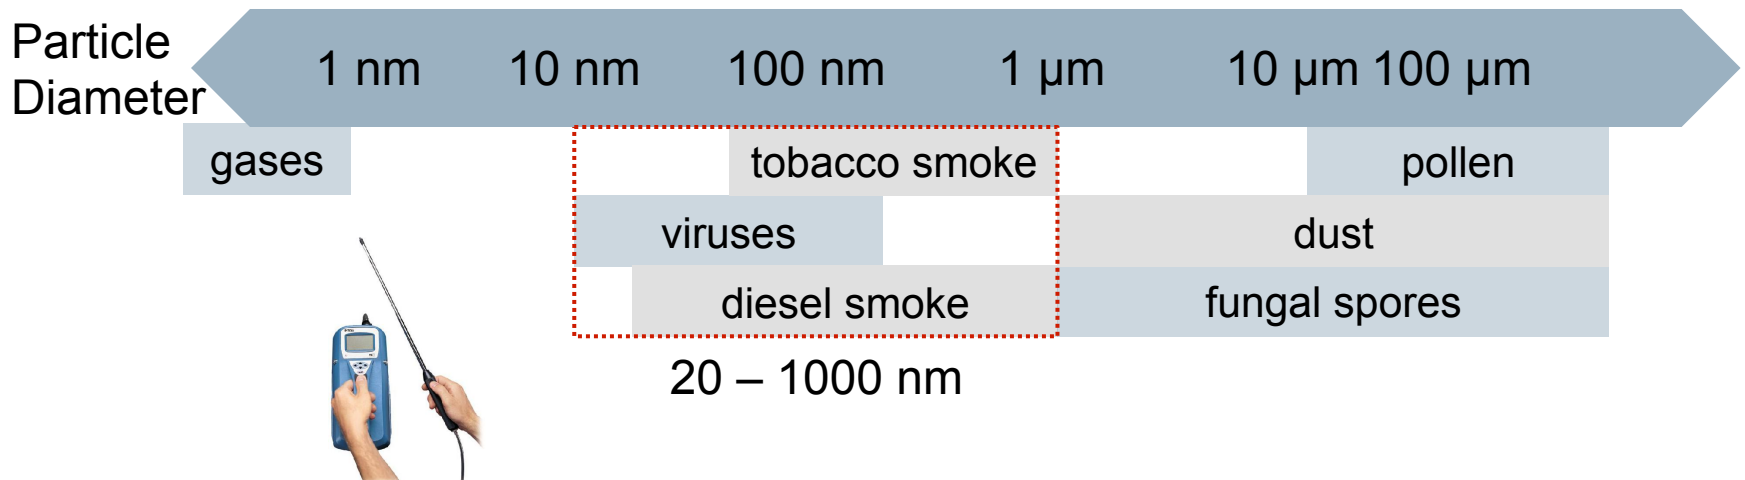 Particle
Diameter
1 nm 10 nm 100 nm 1 µm 10 µm 100 µm
gases tobacco smoke pollen
viruses dust
diesel smoke fungal spores
20 – 1000 nm